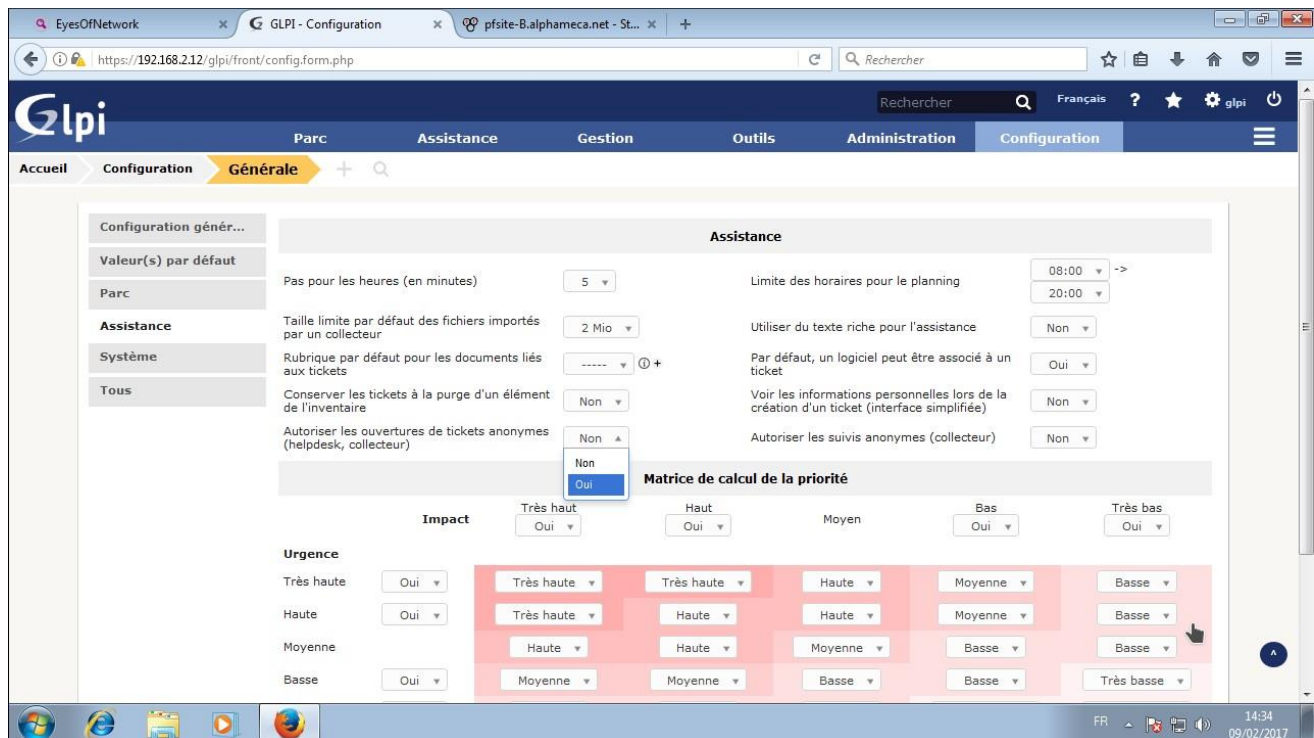 EyesOfNetwork
GLPI - Configuration
pfsite-B.alphameca.net - St...
https://192.168.2.12/glpi/front/config.form.php
Rechercher
Glpi
Rechercher
Français
?
glpi
Parc
Assistance
Gestion
Outils
Administration
Configuration
Accueil
Configuration
Générale
Configuration génér...
Valeur(s) par défaut
Parc
Assistance
Système
Tous
Assistance
Pas pour les heures (en minutes)
5
Limite des horaires pour le planning
08:00 ->
20:00
Taille limite par défaut des fichiers importés
par un collecteur
2 Mio
Utiliser du texte riche pour l'assistance
Non
Rubrique par défaut pour les documents liés
aux tickets
-----
Par défaut, un logiciel peut être associé à un
ticket
Oui
Conserver les tickets à la purge d'un élément
de l'inventaire
Non
Voir les informations personnelles lors de la
création d'un ticket (interface simplifiée)
Non
Autoriser les ouvertures de tickets anonymes
(helpdesk, collecteur)
Non
Non
Oui
Autoriser les suivis anonymes (collecteur)
Non
Matrice de calcul de la priorité
Impact
Très haut
Oui
Haut
Oui
Moyen
Bas
Oui
Très bas
Oui
Urgence
Très haute Oui Très haute Très haute Haute Moyenne Basse
Haute Oui Très haute Haute Haute Moyenne Basse
Moyenne Haute Haute Moyenne Basse Basse
Basse Oui Moyenne Moyenne Basse Basse Très basse
FR
14:34
09/02/2017